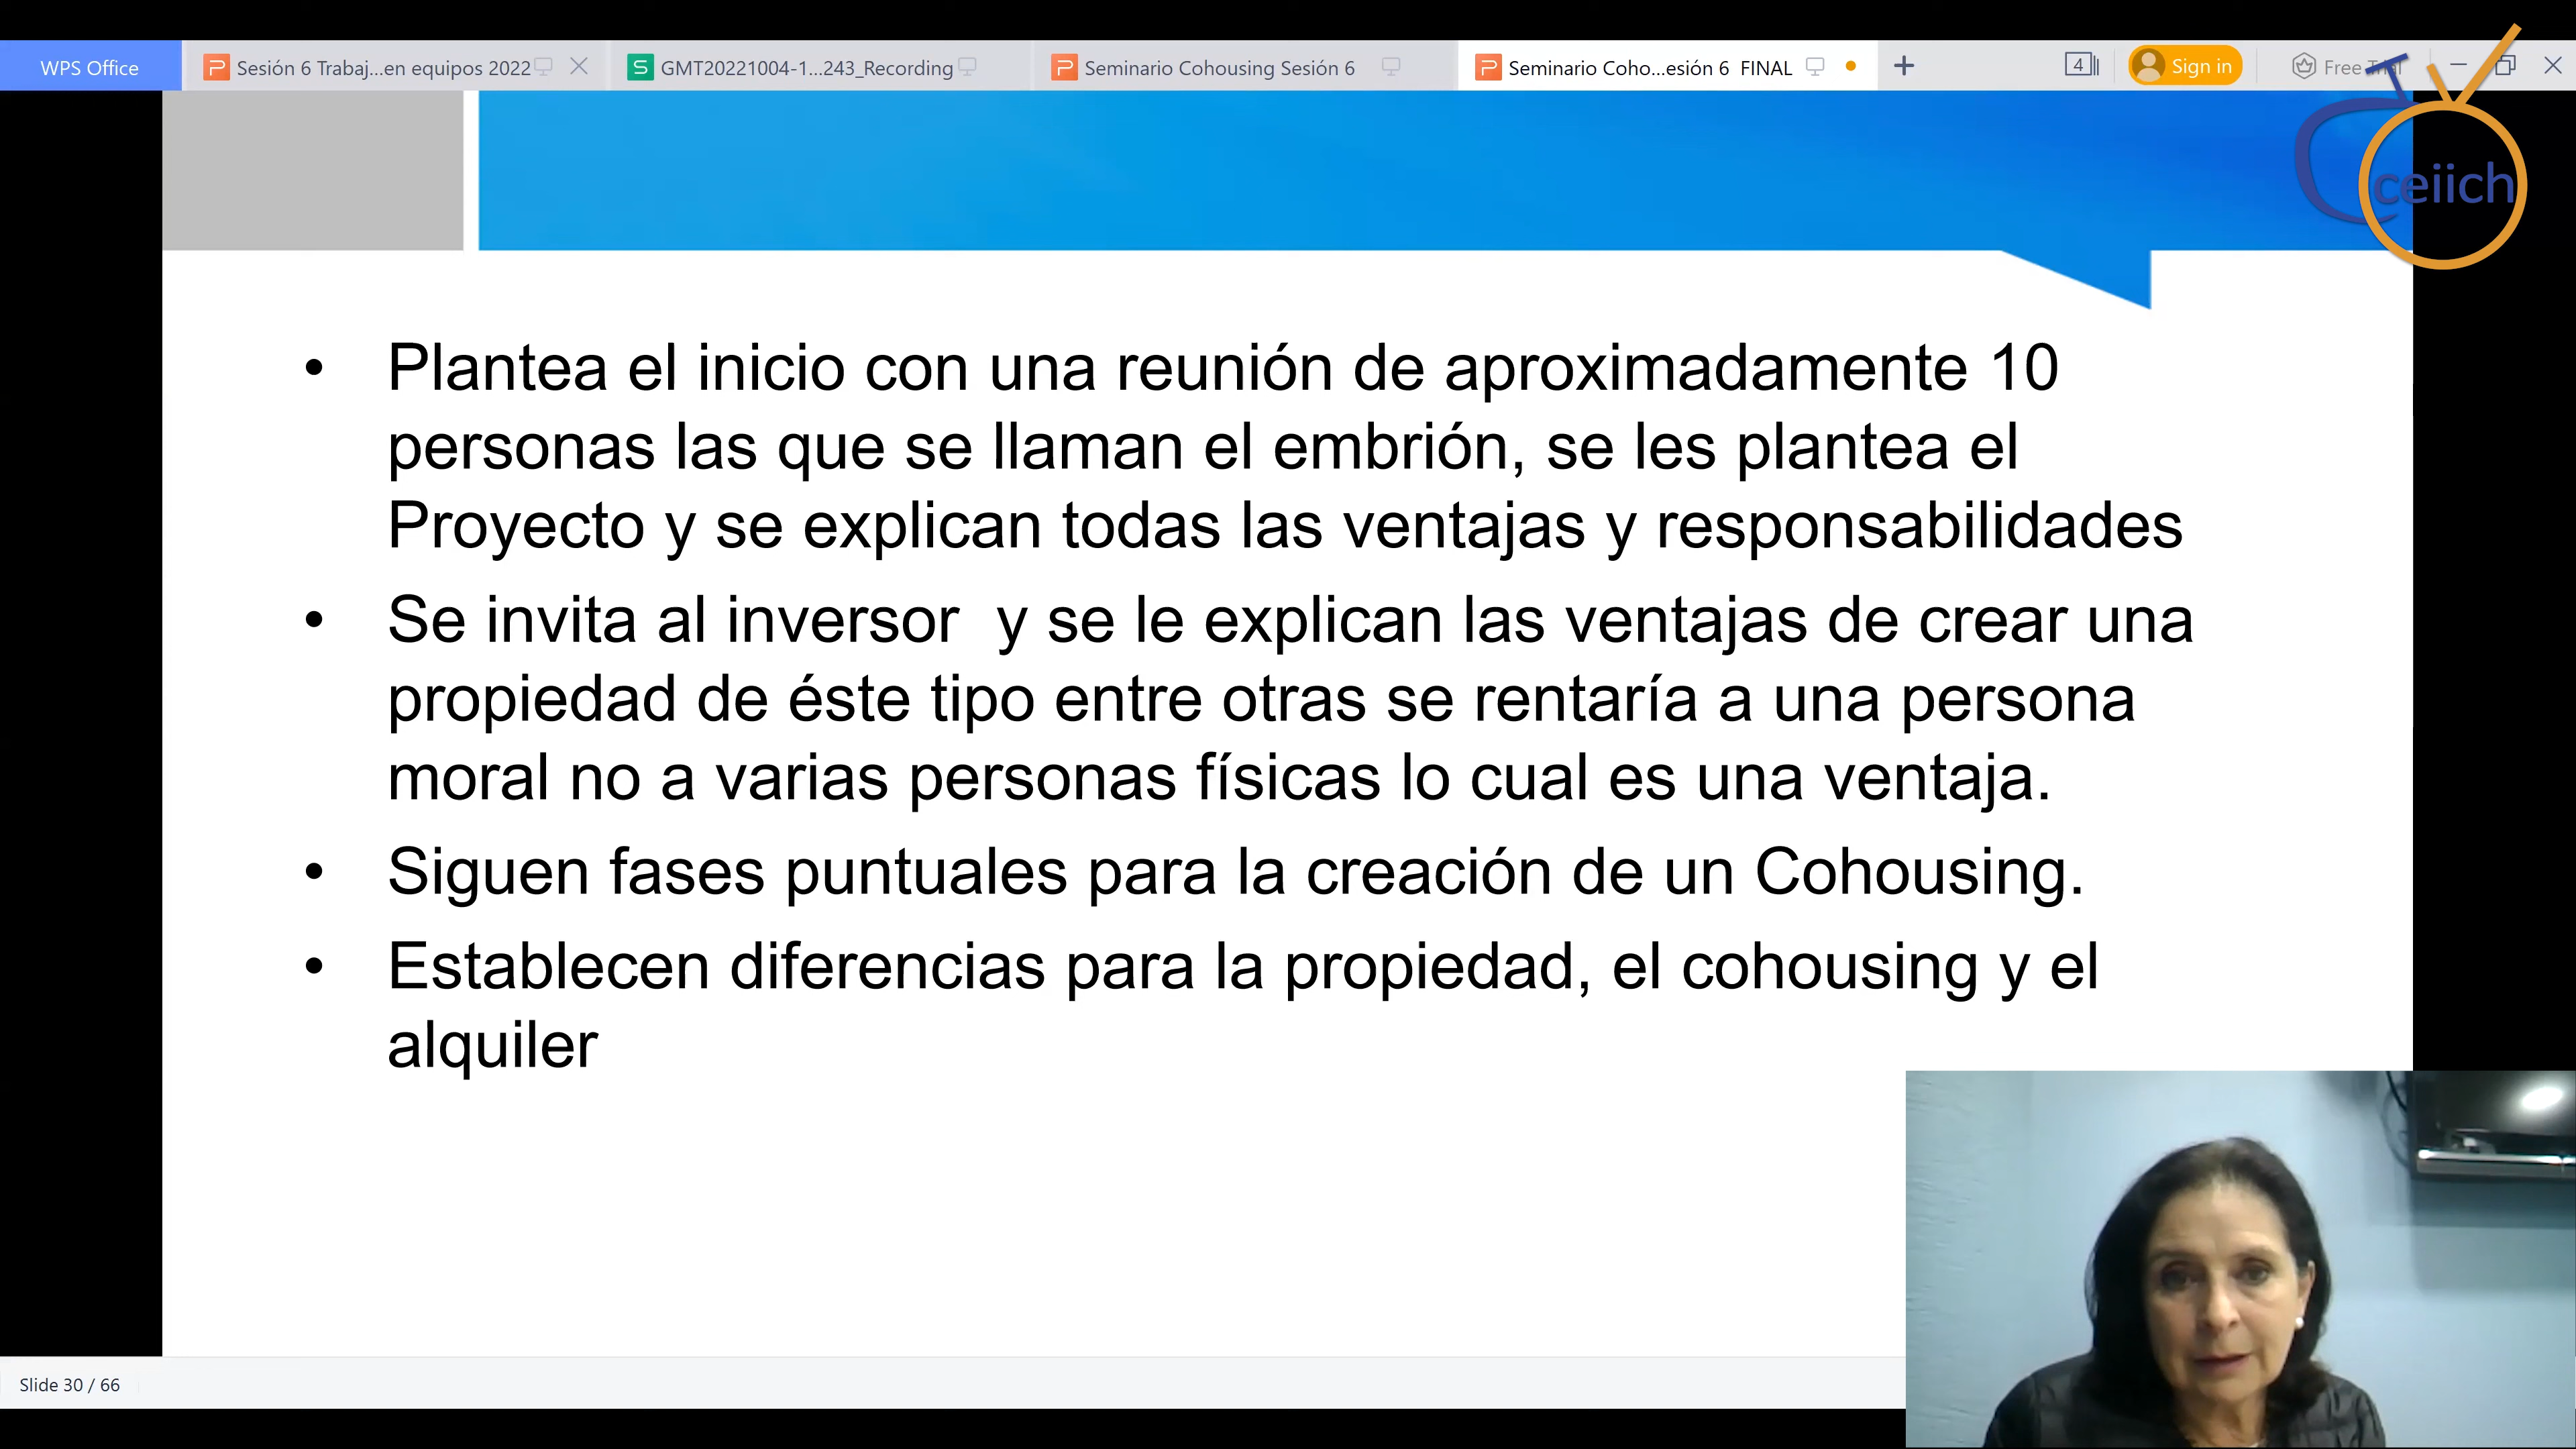 WPS Office
Sesión 6 Trabaj...en equipos 2022
GMT20221004-1...243_Recording
Seminario Cohousing Sesión 6
Seminario Coho...esión 6 FINAL
4
Sign in
Free Trial
ceiich
Plantea el inicio con una reunión de aproximadamente 10
personas las que se llaman el embrión, se les plantea el
Proyecto y se explican todas las ventajas y responsabilidades
Se invita al inversor y se le explican las ventajas de crear una
propiedad de éste tipo entre otras se rentaría a una persona
moral no a varias personas físicas lo cual es una ventaja.
Siguen fases puntuales para la creación de un Cohousing.
Establecen diferencias para la propiedad, el cohousing y el
alquiler
Slide 30 / 66